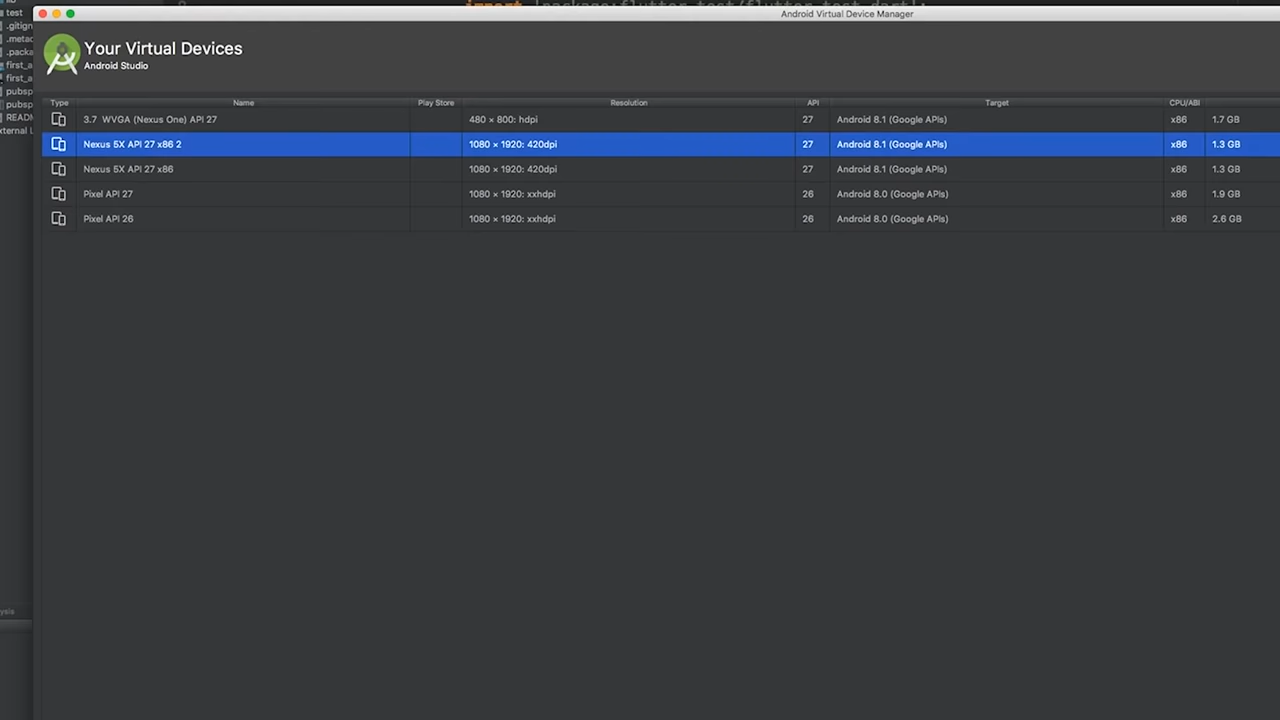 import 'package:flutter_test/flutter_test.dart';
Android Virtual Device Manager
test
.gitign
.metac
.packa
first_a
first_a
pubsp
pubsp
READM
xternal L
Your Virtual Devices
Android Studio
Type Name Play Store Resolution API Target CPU/ABI
3.7 WVGA (Nexus One) API 27 480 × 800: hdpi 27 Android 8.1 (Google APIs) x86 1.7 GB
Nexus 5X API 27 x86 2 1080 × 1920: 420dpi 27 Android 8.1 (Google APIs) x86 1.3 GB
Nexus 5X API 27 x86 1080 × 1920: 420dpi 27 Android 8.1 (Google APIs) x86 1.3 GB
Pixel API 27 1080 × 1920: xxhdpi 26 Android 8.0 (Google APIs) x86 1.9 GB
Pixel API 26 1080 × 1920: xxhdpi 26 Android 8.0 (Google APIs) x86 2.6 GB
ysis